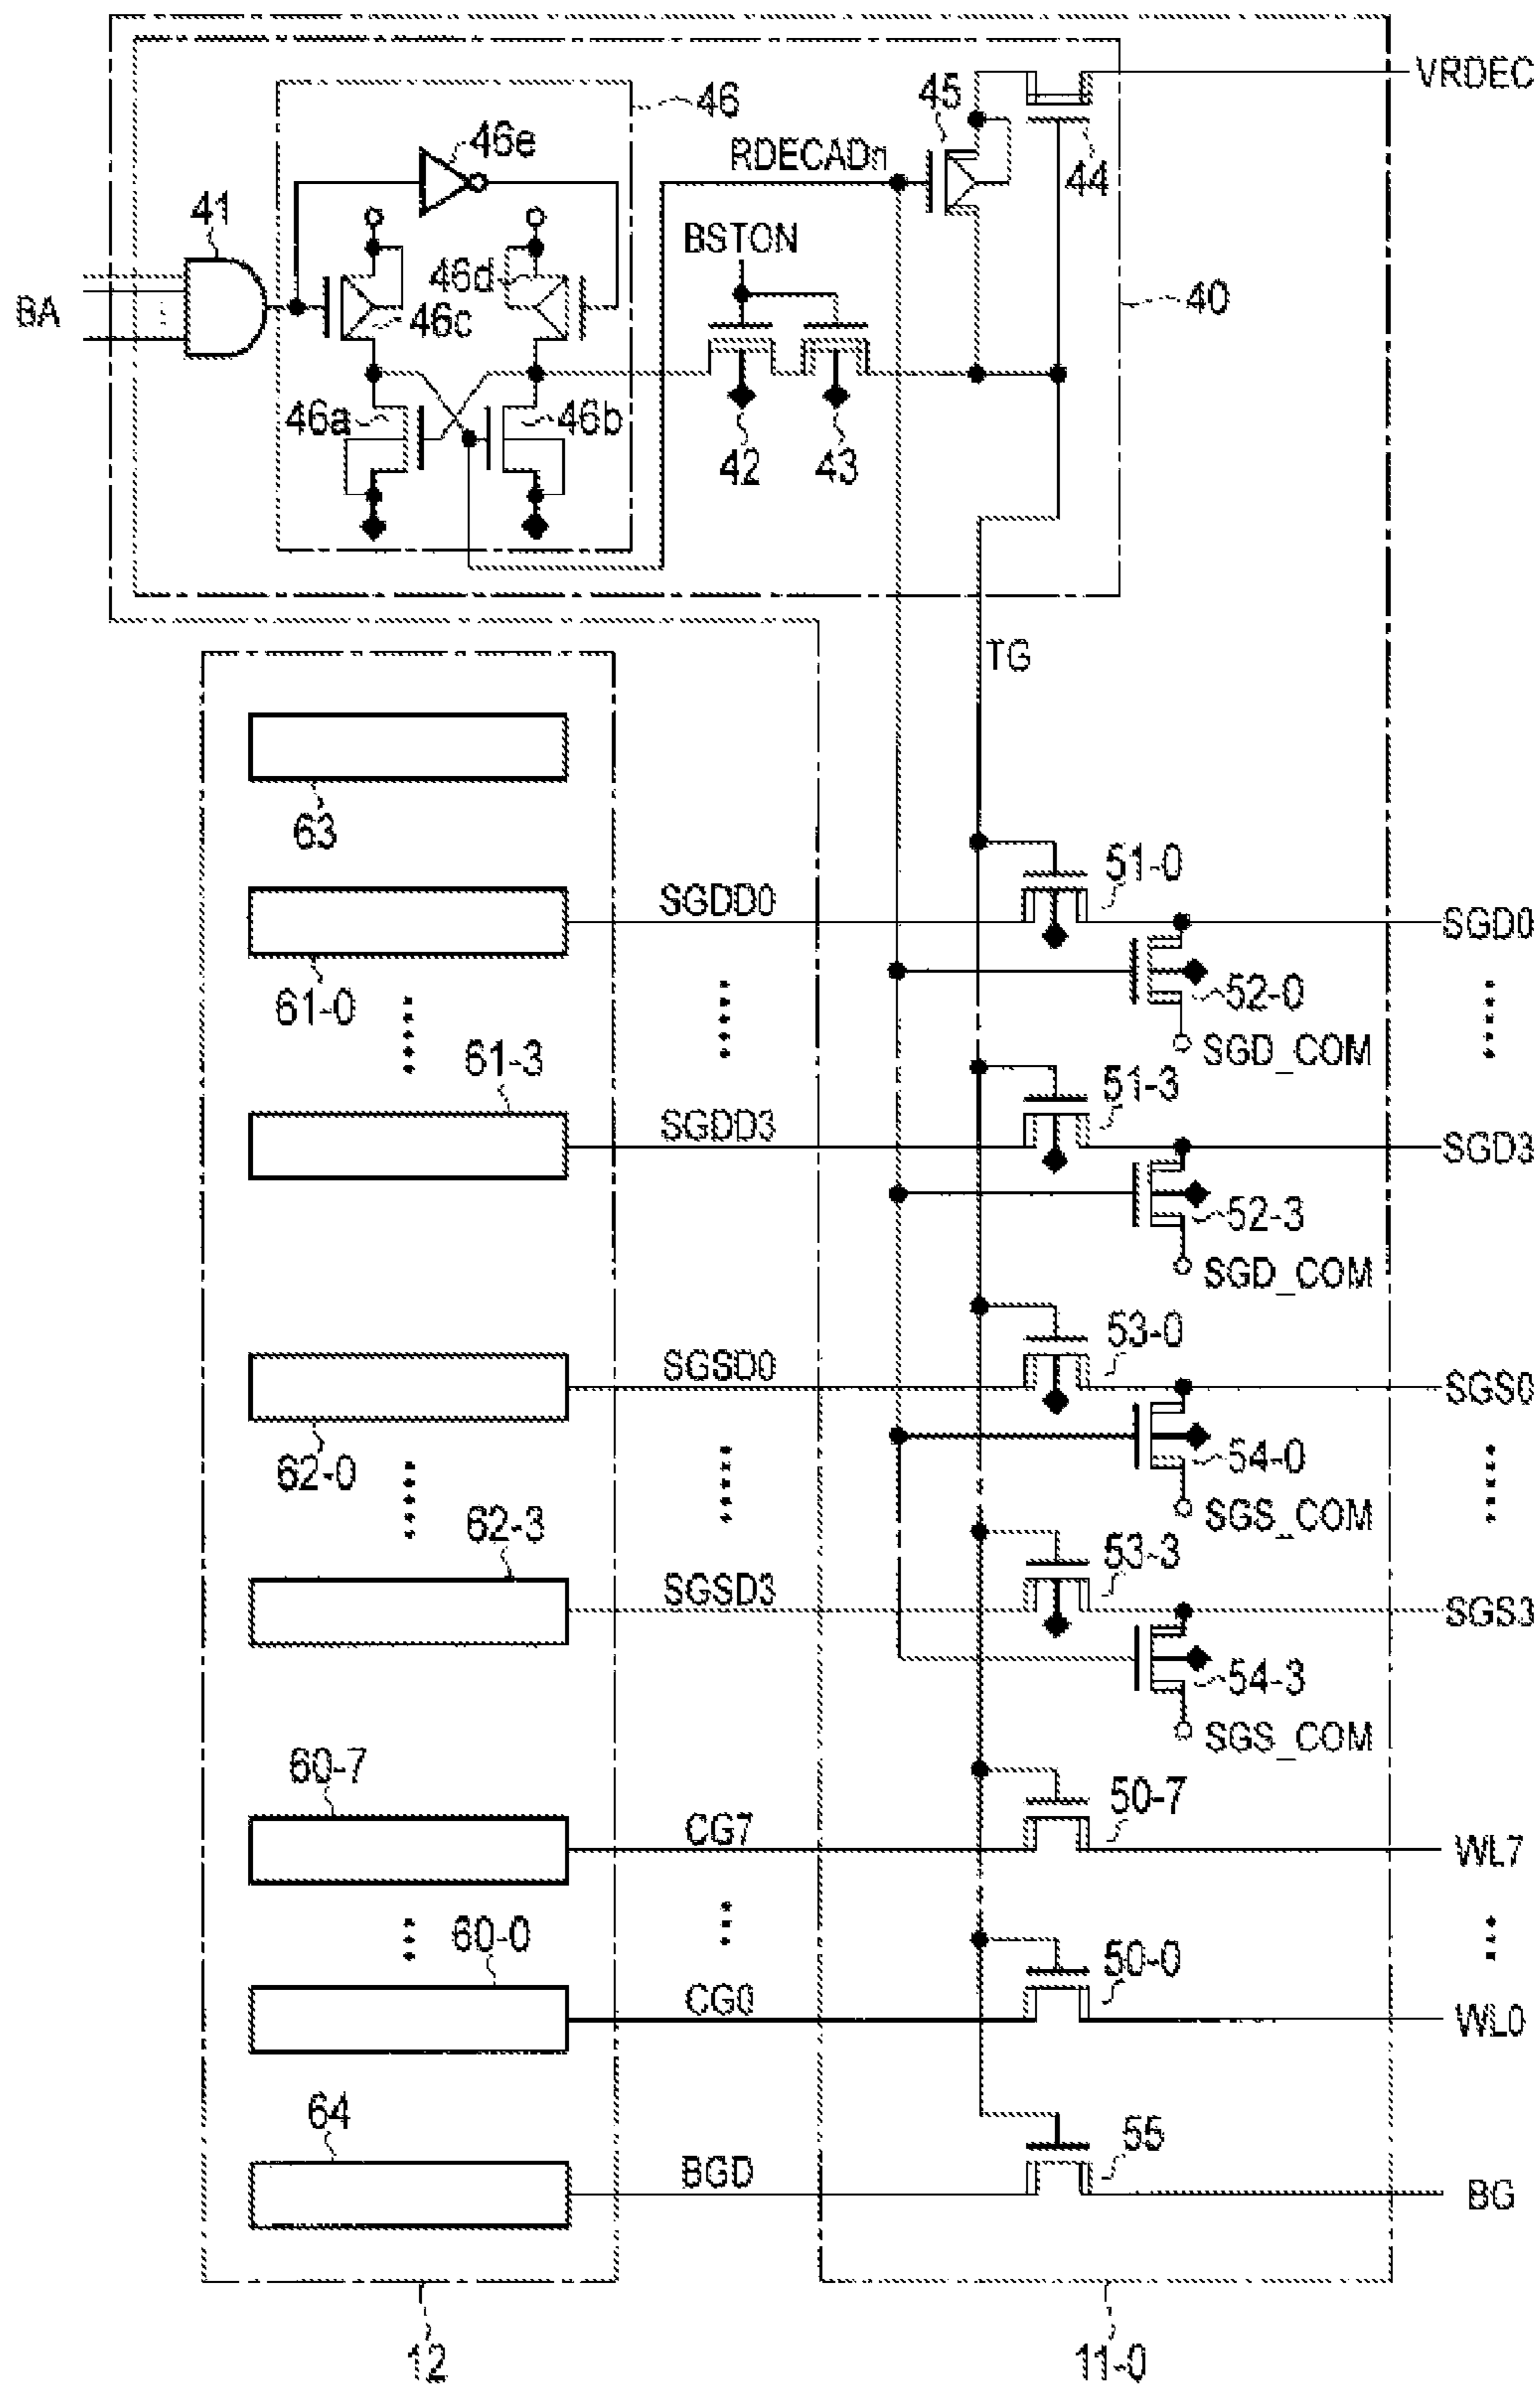 VRDEC
46
45
46e
RDECADn
44
41
BSTON
46d
40
BA
46c
46a
46b
42
43
TG
63
51-0
SGDD0
SGD0
61-0
52-0
SGD_COM
61-3
51-3
SGDD3
SGD3
52-3
SGD_COM
53-0
SGSD0
SGS0
62-0
54-0
SGS_COM
62-3
53-3
SGSD3
SGS3
54-3
SGS_COM
60-7
50-7
CG7
WL7
60-0
50-0
CG0
WL0
64
55
BGD
BG
12
11-0